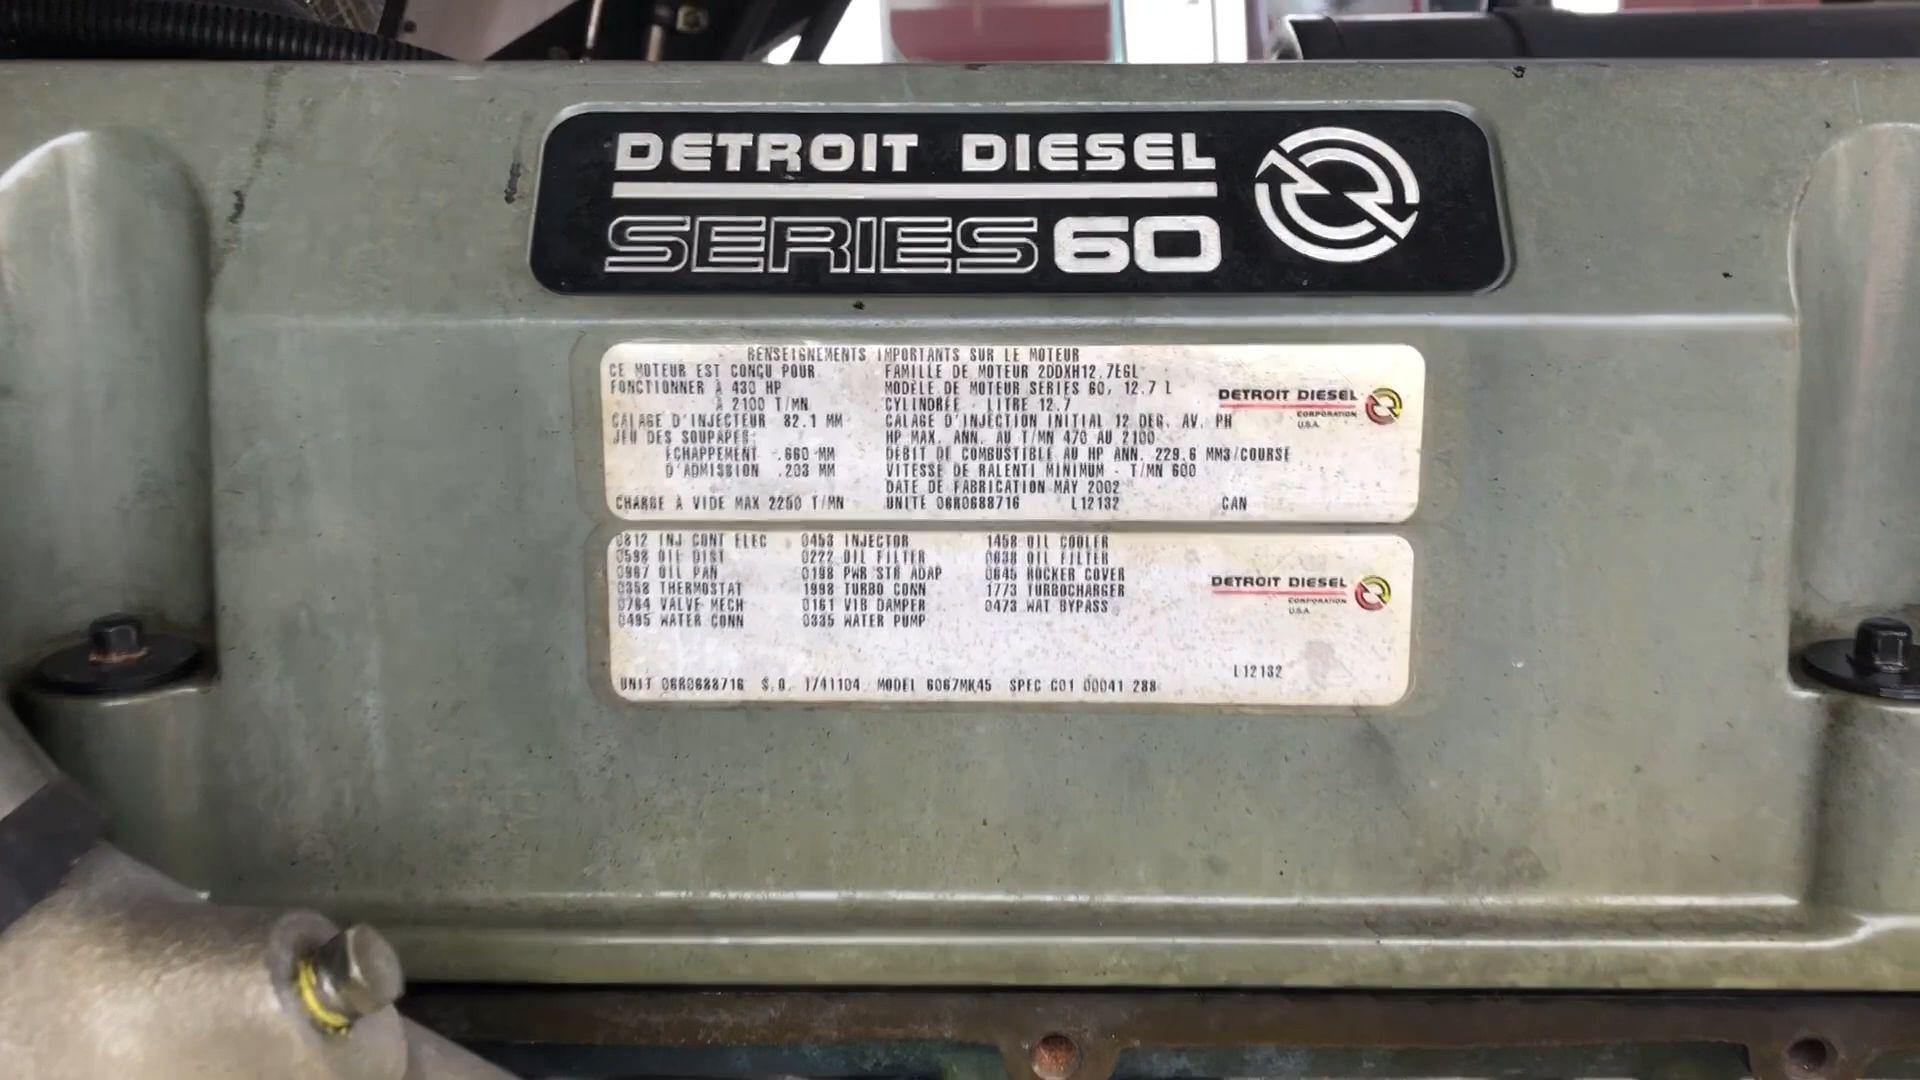 DETROIT DIESEL
SERIES 60
RENSEIGNEMENTS IMPORTANTS SUR LE MOTEUR
CE MOTEUR EST CONÇU POUR FAMILLE DE MOTEUR 2DDXH12.7EGL
FONCTIONNER À 430 HP MODÈLE DE MOTEUR SERIES 60, 12.7 L
À 2100 T/MN CYLINDRÉE - LITRE 12.7
CALAGE D'INJECTEUR 82.1 MM CALAGE D'INJECTION INITIAL 12 DEG. AV. PH
JEU DES SOUPAPES: HP MAX. ANN. AU T/MN 470 AU 2100
ECHAPPEMENT .660 MM DÉBIT DE COMBUSTIBLE AU HP ANN. 229.6 MM3/COURSE
D'ADMISSION .203 MM VITESSE DE RALENTI MINIMUM - T/MN 600
DATE DE FABRICATION MAY 2002
CHARGE À VIDE MAX 2250 T/MN UNITÉ 06R0688716 L12132 CAN
DETROIT DIESEL
CORPORATION
U.S.A.
0812 INJ CONT ELEC 0453 INJECTOR 1458 OIL COOLER
0598 OIL DIST 0222 OIL FILTER 0838 OIL FILTER
0967 OIL PAN 0198 PWR STR ADAP 0645 ROCKER COVER
0358 THERMOSTAT 1998 TURBO CONN 1773 TURBOCHARGER
0764 VALVE MECH 0161 VIB DAMPER 0473 WAT BYPASS
0495 WATER CONN 0335 WATER PUMP
DETROIT DIESEL
CORPORATION
U.S.A.
L12132
UNIT 06R0688716 S.O. 1741104 MODEL 6067MK45 SPEC C01 00041 288